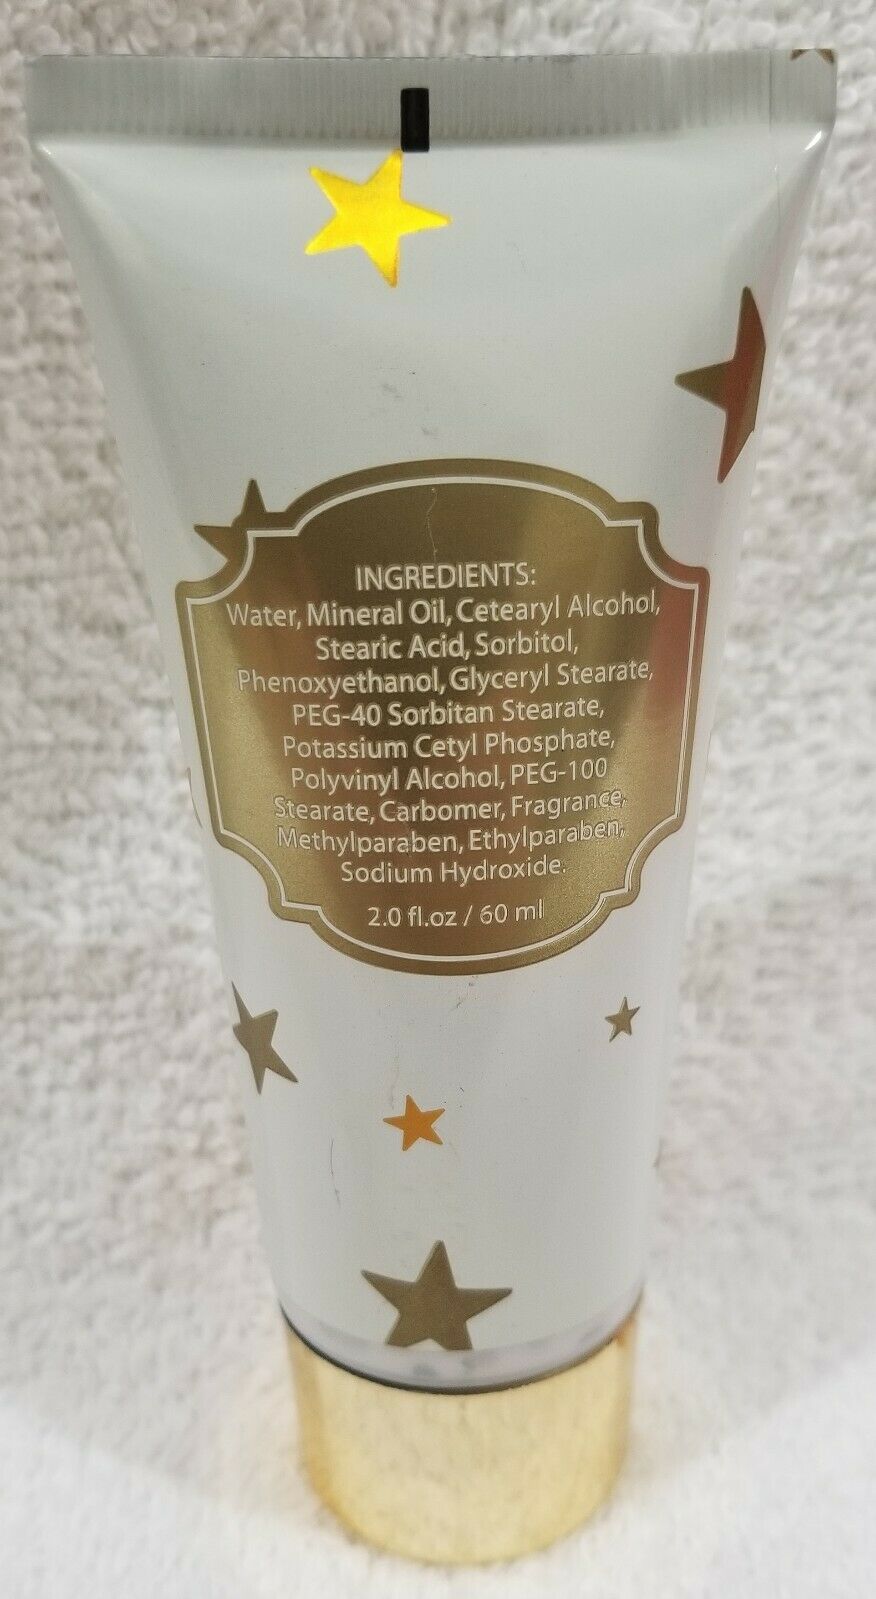 INGREDIENTS:
Water, Mineral Oil, Cetearyl Alcohol,
Stearic Acid, Sorbitol,
Phenoxyethanol, Glyceryl Stearate,
PEG-40 Sorbitan Stearate,
Potassium Cetyl Phosphate,
Polyvinyl Alcohol, PEG-100
Stearate, Carbomer, Fragrance,
Methylparaben, Ethylparaben,
Sodium Hydroxide.
2.0 fl.oz / 60 ml